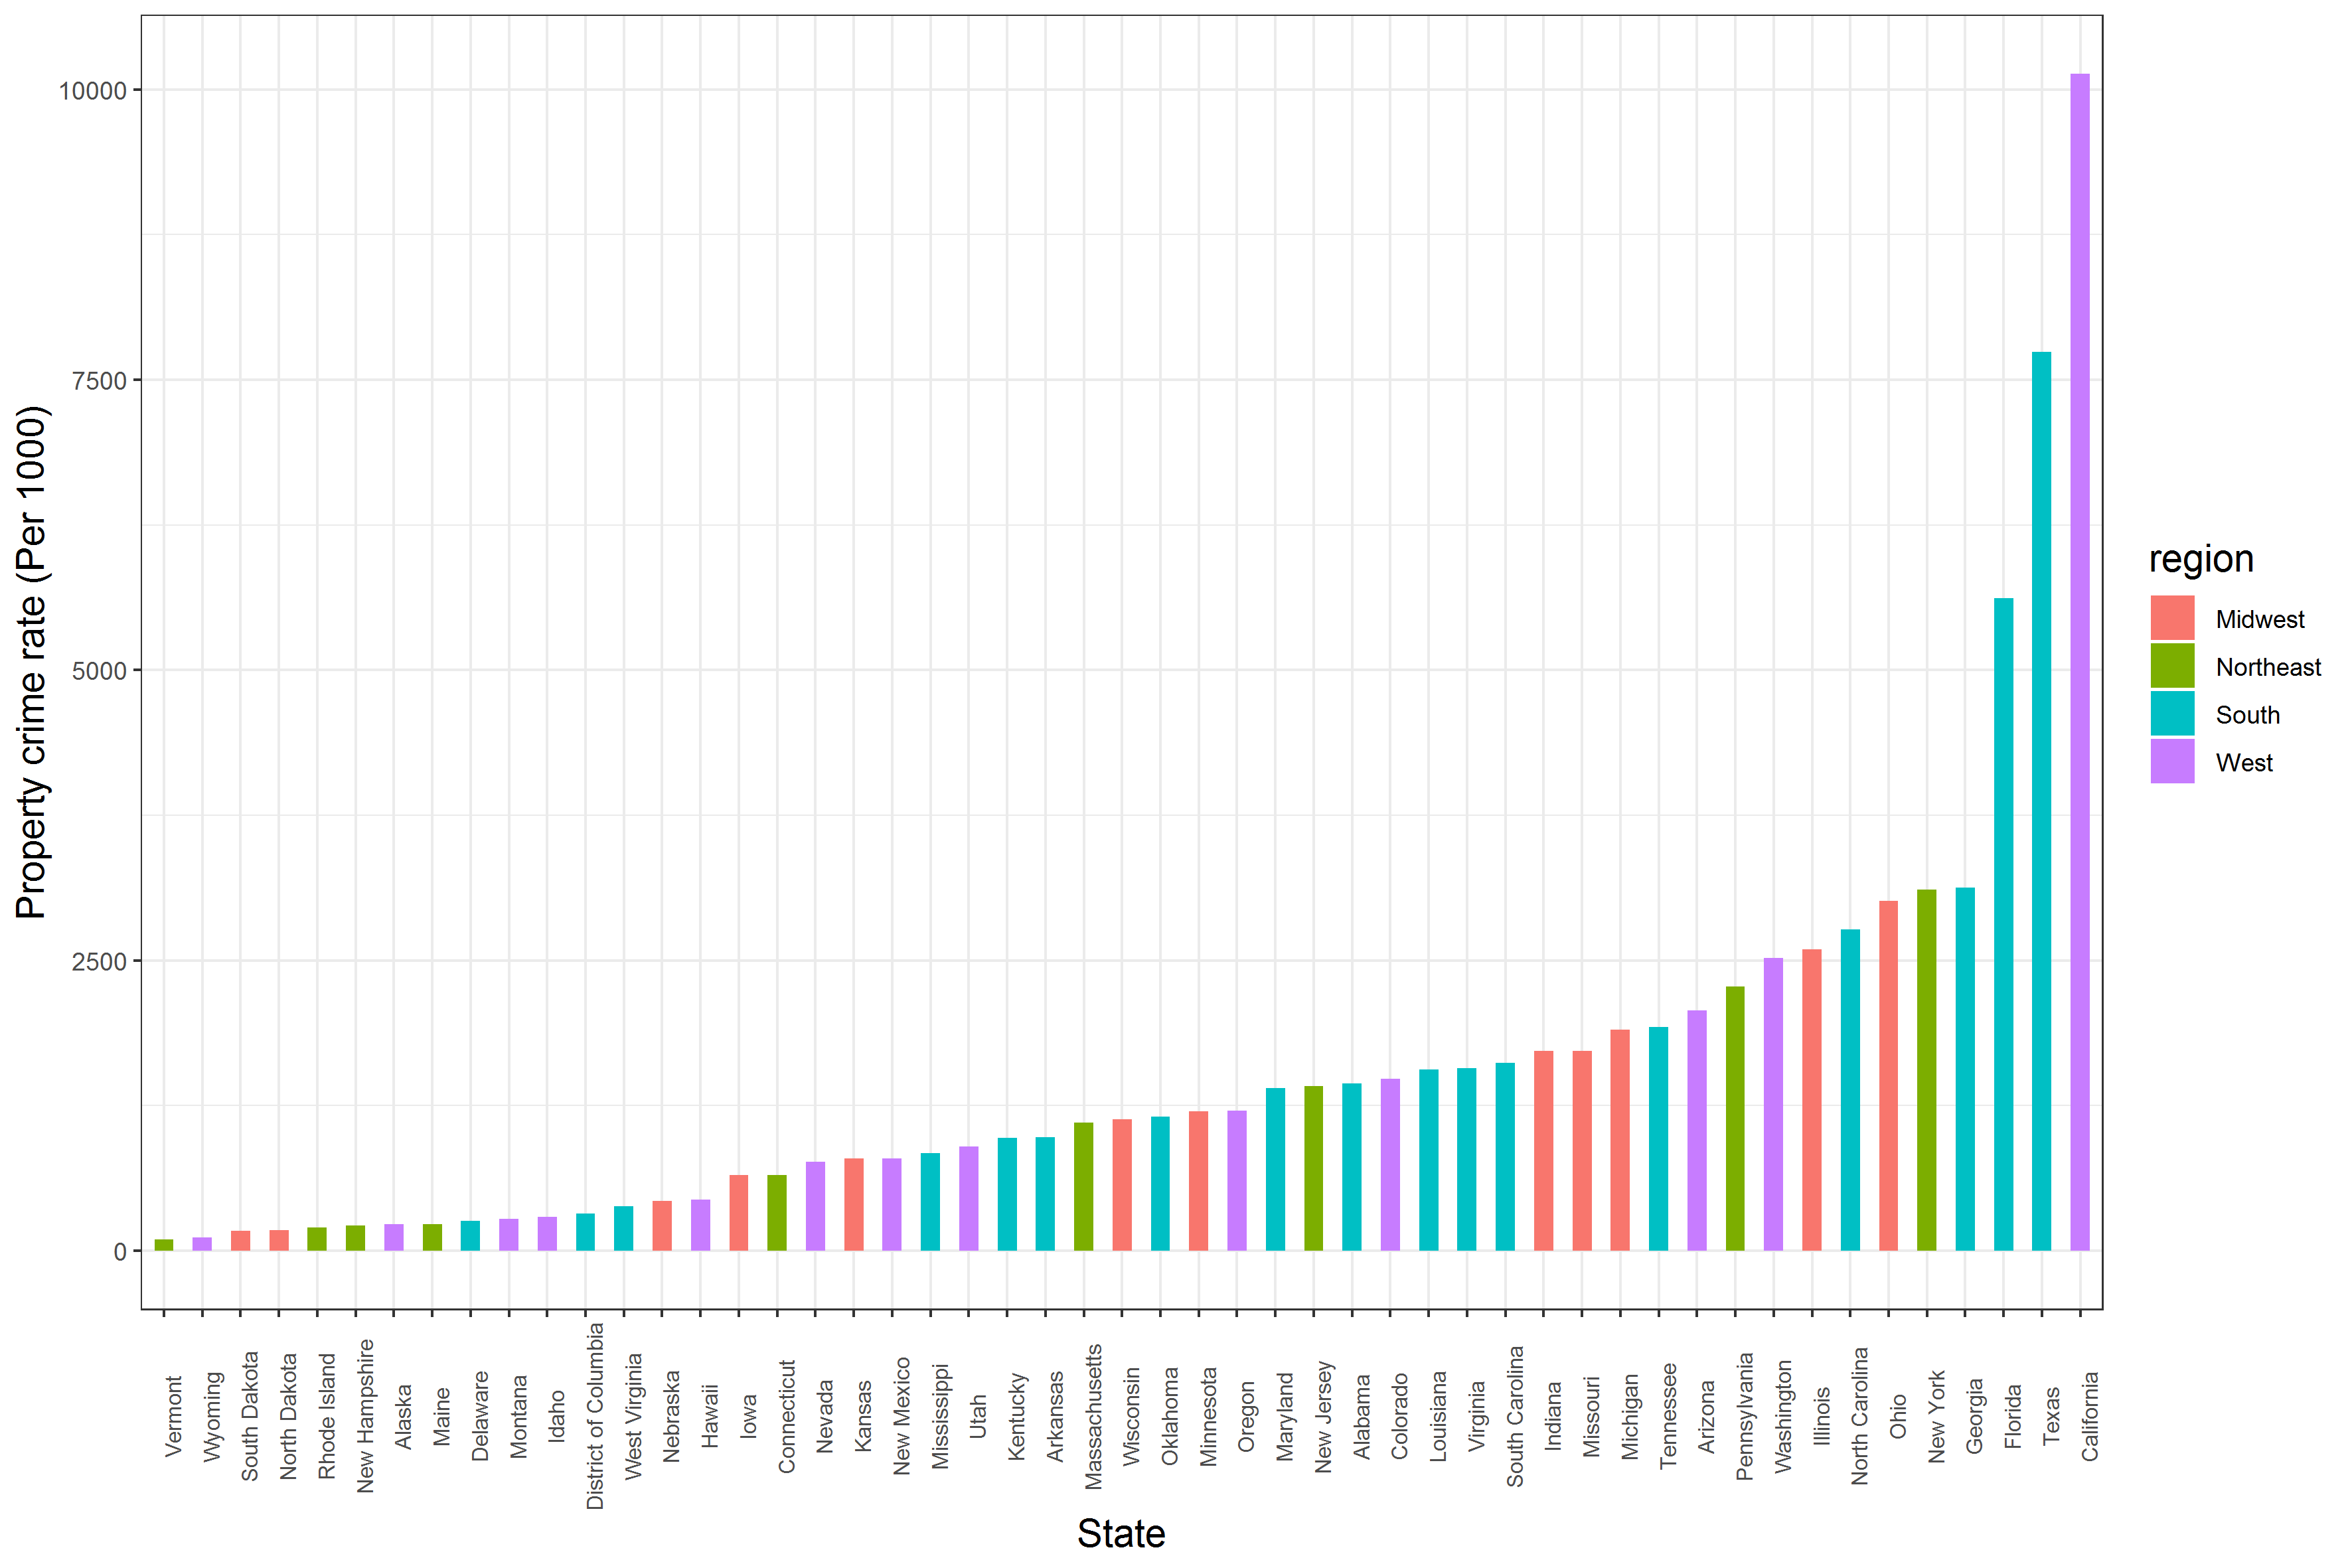 10000
7500
5000
2500
0
Property crime rate (Per 1000)
Vermont
Wyoming
South Dakota
North Dakota
Rhode Island
New Hampshire
Alaska
Maine
Delaware
Montana
Idaho
District of Columbia
West Virginia
Nebraska
Hawaii
Iowa
Connecticut
Nevada
Kansas
New Mexico
Mississippi
Utah
Kentucky
Arkansas
Massachusetts
Wisconsin
Oklahoma
Minnesota
Oregon
Maryland
New Jersey
Alabama
Colorado
Louisiana
Virginia
South Carolina
Indiana
Missouri
Michigan
Tennessee
Arizona
Pennsylvania
Washington
Illinois
North Carolina
Ohio
New York
Georgia
Florida
Texas
California
State
region
Midwest
Northeast
South
West